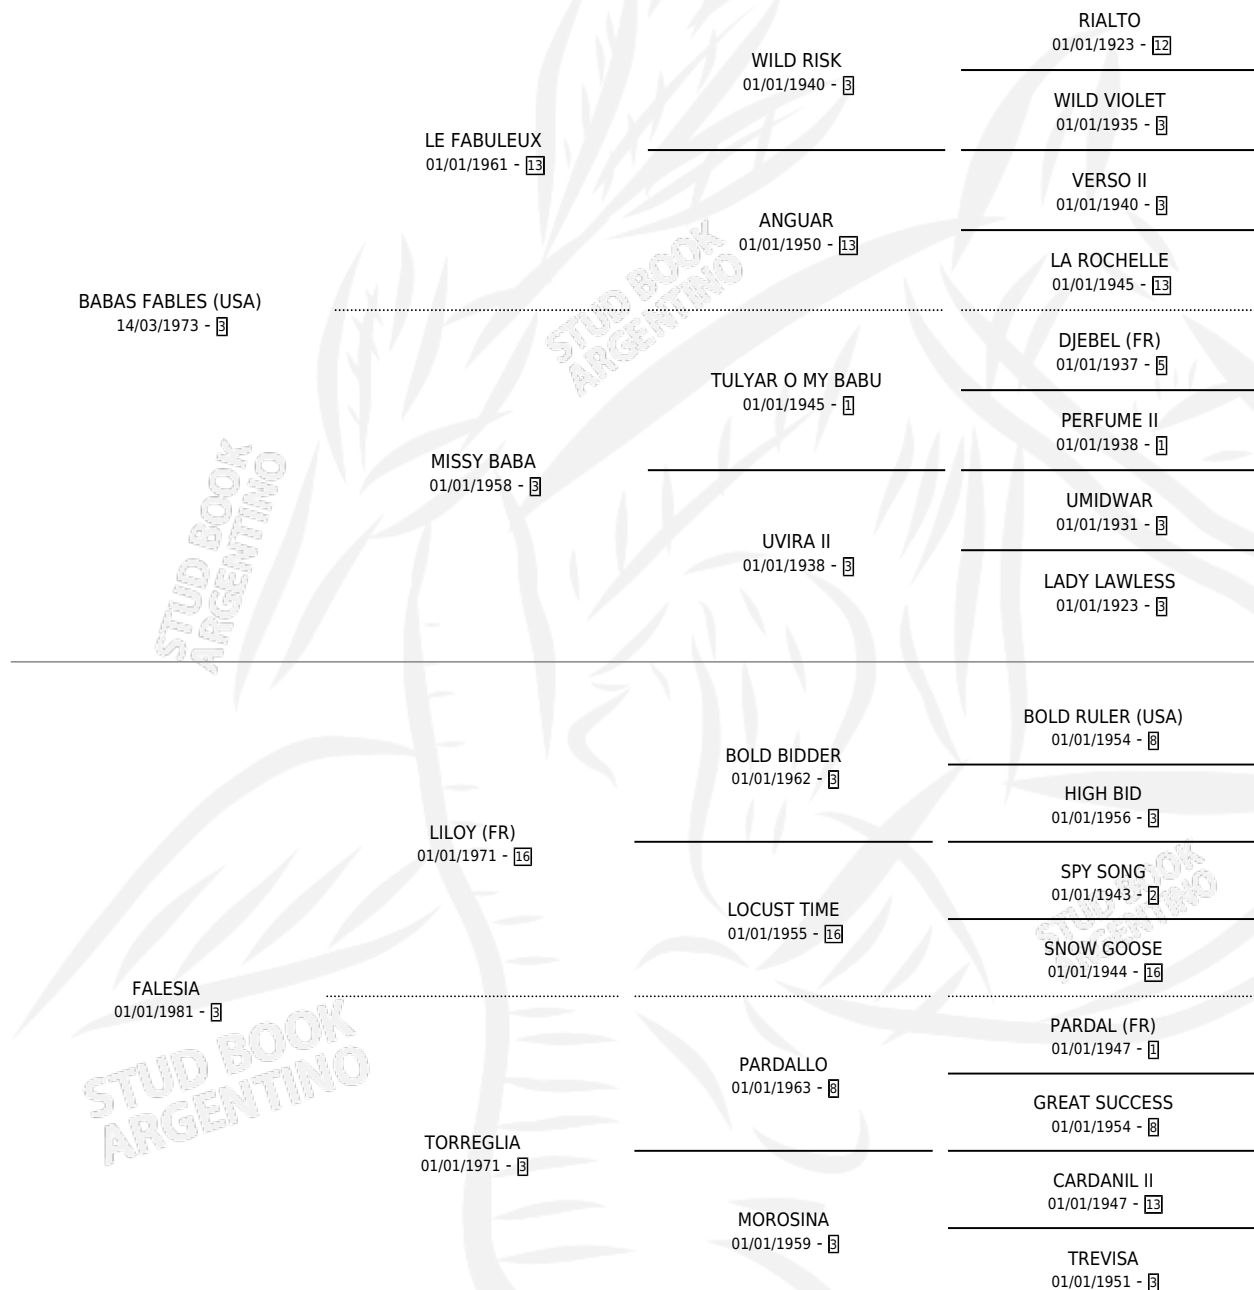 RIALTO
01/01/1923 - 12
WILD RISK
01/01/1940 - 3
WILD VIOLET
01/01/1935 - 3
LE FABULEUX
01/01/1961 - 13
VERSO II
01/01/1940 - 3
ANGUAR
01/01/1950 - 13
LA ROCHELLE
01/01/1945 - 13
BABAS FABLES (USA)
14/03/1973 - 3
DJEBEL (FR)
01/01/1937 - 5
TULYAR O MY BABU
01/01/1945 - 1
PERFUME II
01/01/1938 - 1
MISSY BABA
01/01/1958 - 3
UMIDWAR
01/01/1931 - 3
UVIRA II
01/01/1938 - 3
LADY LAWLESS
01/01/1923 - 3
STUD BOOK
ARGENTINO
STUD BOOK
ARGENTINO
BOLD RULER (USA)
01/01/1954 - 8
BOLD BIDDER
01/01/1962 - 3
HIGH BID
01/01/1956 - 3
LILOY (FR)
01/01/1971 - 16
SPY SONG
01/01/1943 - 2
LOCUST TIME
01/01/1955 - 16
SNOW GOOSE
01/01/1944 - 16
FALESIA
01/01/1981 - 3
PARDAL (FR)
01/01/1947 - 1
PARDALLO
01/01/1963 - 8
GREAT SUCCESS
01/01/1954 - 8
TORREGLIA
01/01/1971 - 3
CARDANIL II
01/01/1947 - 13
MOROSINA
01/01/1959 - 3
TREVISA
01/01/1951 - 3
STUD BOOK
ARGENTINO
STUD BOOK
ARGENTINO